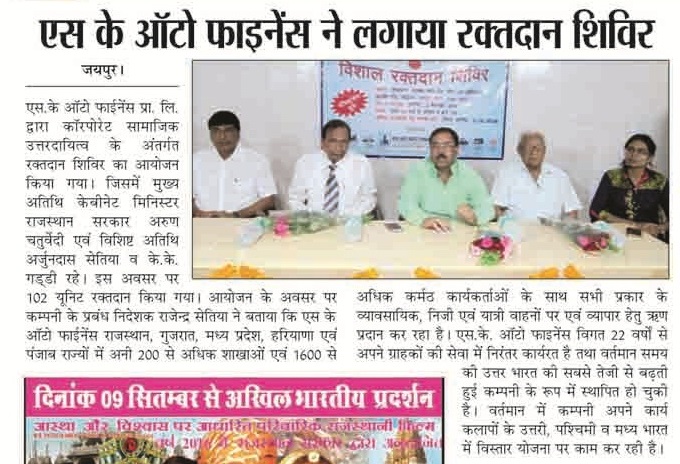 एस के ऑटो फाइनेंस ने लगाया रक्तदान शिविर
जयपुर।
एस.के ऑटो फाईनेंस प्रा. लि.
द्वारा कॉरपोरेट सामाजिक
उत्तरदायित्व के अंतर्गत
रक्तदान शिविर का आयोजन
किया गया। जिसमें मुख्य
अतिथि केबीनेट मिनिस्टर
राजस्थान सरकार अरुण
चतुर्वेदी एवं विशिष्ट अतिथि
अर्जुनदास सेतिया व के.के.
गड्डी रहे। इस अवसर पर
102 यूनिट रक्तदान किया गया। आयोजन के अवसर पर
कम्पनी के प्रबंध निदेशक राजेन्द्र सेतिया ने बताया कि एस के
ऑटो फाईनेंस राजस्थान, गुजरात, मध्य प्रदेश, हरियाणा एवं
पंजाब राज्यों में अनी 200 से अधिक शाखाओं एवं 1600 से
विशाल रक्तदान शिविर
अधिक कर्मठ कार्यकर्ताओं के साथ सभी प्रकार के
व्यावसायिक, निजी एवं यात्री वाहनों पर एवं व्यापार हेतु ऋण
प्रदान कर रहा है। एस.के. ऑटो फाइनेंस विगत 22 वर्षो से
अपने ग्राहकों की सेवा में निरंतर कार्यरत है तथा वर्तमान समय
की उत्तर भारत की सबसे तेजी से बढ़ती
हुई कम्पनी के रूप में स्थापित हो चुकी
है। वर्तमान में कम्पनी अपने कार्य
कलापों के उत्तरी, पश्चिमी व मध्य भारत
में विस्तार योजना पर काम कर रही है।
दिनांक 09 सितम्बर से अखिल भारतीय प्रदर्शन
आस्था और विश्वास पर आधारित पारिवारिक राजस्थानी फिल्म
वर्ष 2016 में राजस्थान सरकार द्वारा